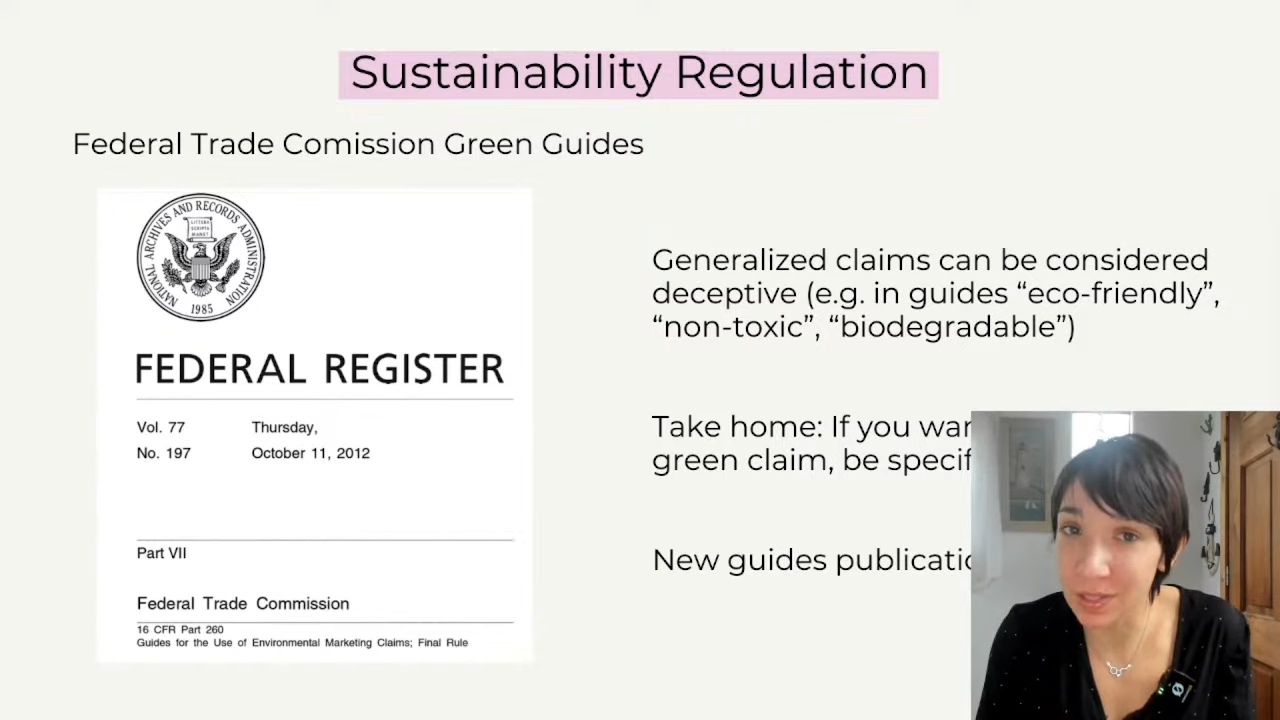 Sustainability Regulation
Federal Trade Comission Green Guides
NATIONAL ARCHIVES AND RECORDS ADMINISTRATION
LITTERA
SCRIPTA
MANET
1985
FEDERAL REGISTER
Vol. 77 Thursday,
No. 197 October 11, 2012
Part VII
Federal Trade Commission
16 CFR Part 260
Guides for the Use of Environmental Marketing Claims; Final Rule
Generalized claims can be considered
deceptive (e.g. in guides “eco-friendly”,
“non-toxic”, “biodegradable”)
Take home: If you
green claim, be
New guides